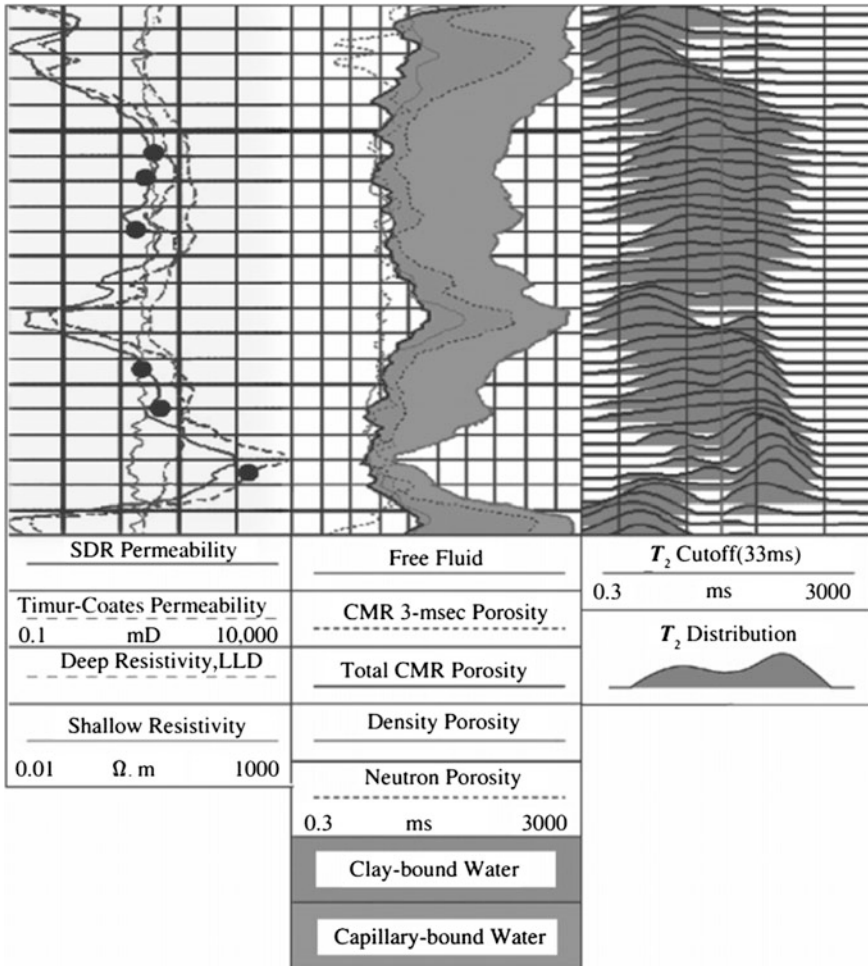 SDR Permeability
Timur-Coates Permeability
0.1 mD 10,000
Deep Resistivity,LLD
Shallow Resistivity
0.01 Ω. m 1000
Free Fluid
CMR 3-msec Porosity
Total CMR Porosity
Density Porosity
Neutron Porosity
0.3 ms 3000
Clay-bound Water
Capillary-bound Water
T₂ Cutoff(33ms)
0.3 ms 3000
T₂ Distribution